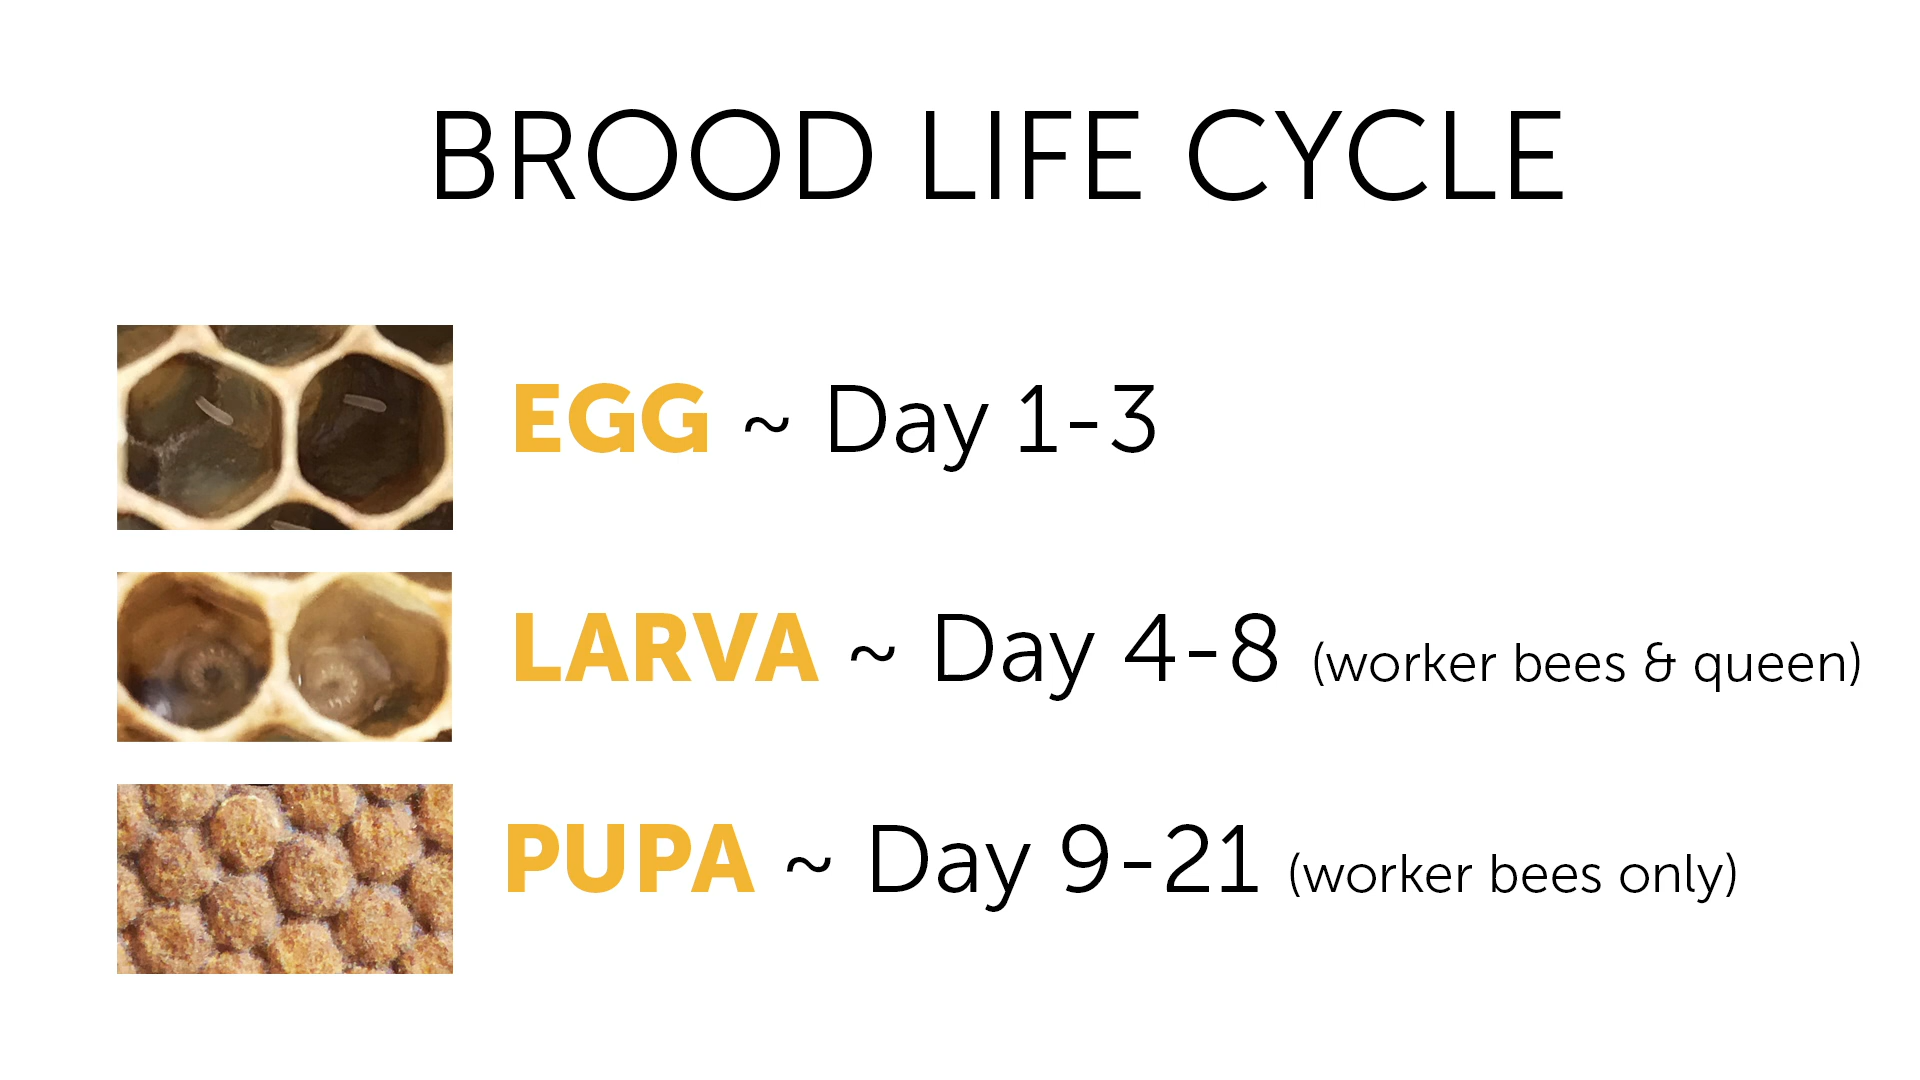 BROOD LIFE CYCLE
EGG ~ Day 1-3
LARVA ~ Day 4-8 (worker bees & queen)
PUPA ~ Day 9-21 (worker bees only)